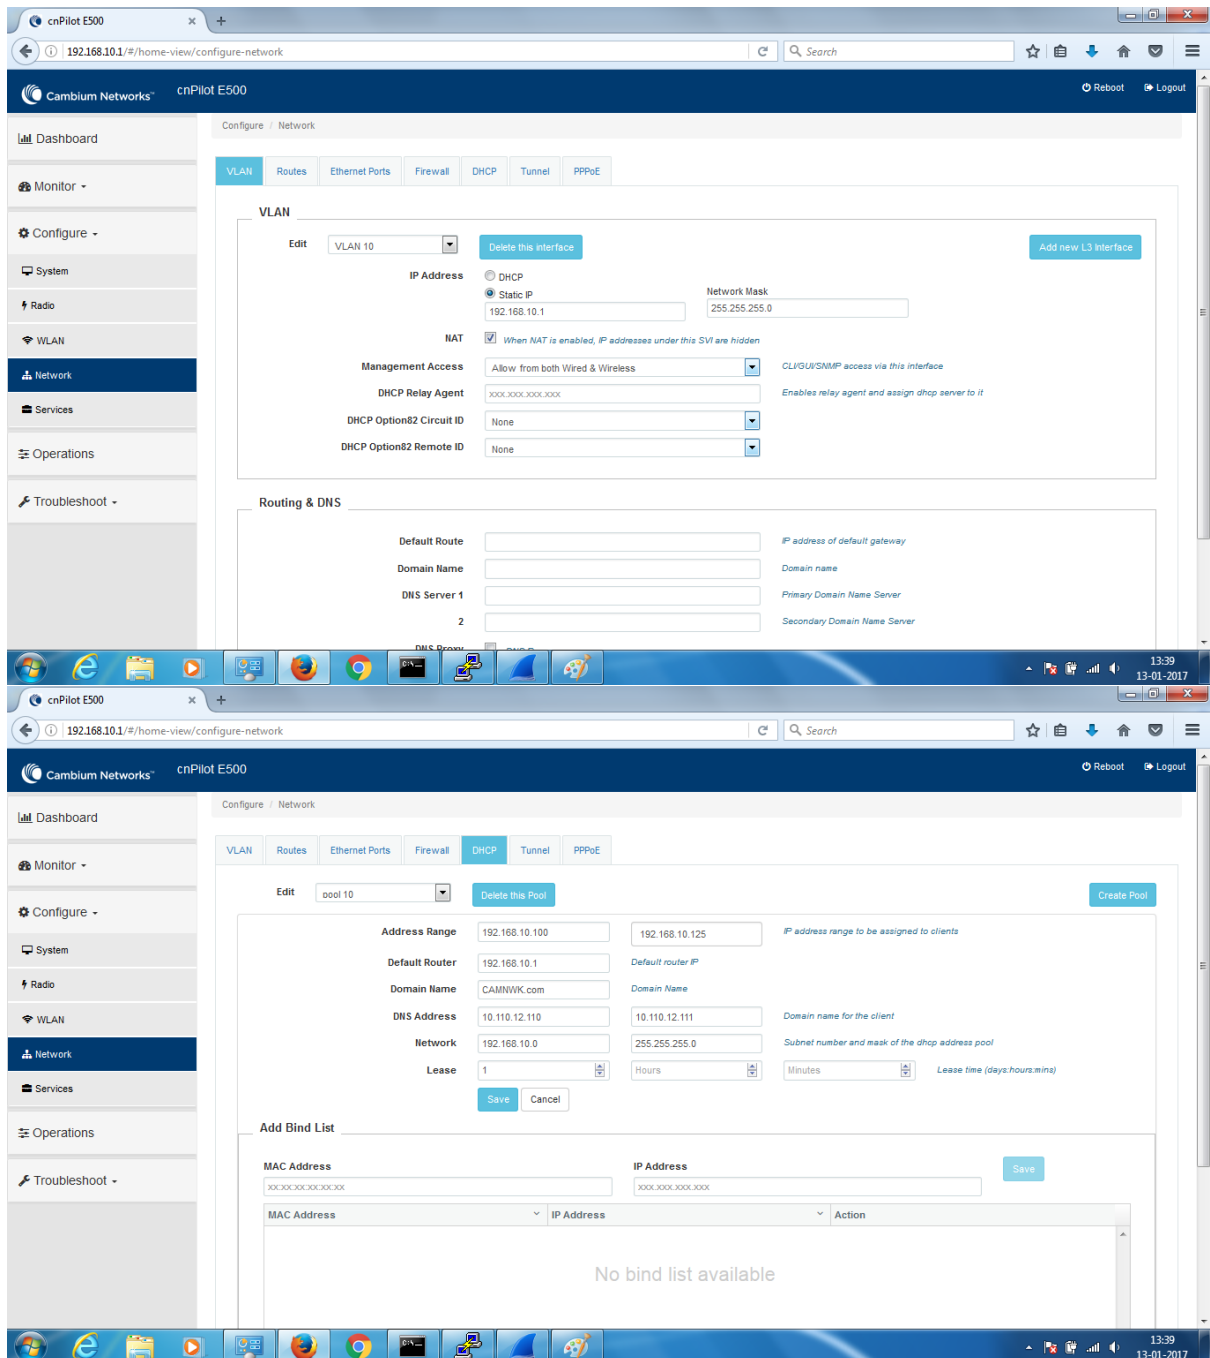 cnPilot E500
192.168.10.1/#/home-view/configure-network
Search
Cambium Networks™
cnPilot E500
Reboot
Logout
Dashboard
Monitor
Configure
System
Radio
WLAN
Network
Services
Operations
Troubleshoot
Configure / Network
VLAN Routes Ethernet Ports Firewall DHCP Tunnel PPPoE
VLAN
Edit VLAN 10 Delete this interface Add new L3 Interface
IP Address DHCP
Static IP Network Mask
192.168.10.1 255.255.255.0
NAT When NAT is enabled, IP addresses under this SVI are hidden
Management Access Allow from both Wired & Wireless CLI/GUI/SNMP access via this interface
DHCP Relay Agent xxx.xxx.xxx.xxx Enables relay agent and assign dhcp server to it
DHCP Option82 Circuit ID None
DHCP Option82 Remote ID None
Routing & DNS
Default Route IP address of default gateway
Domain Name Domain name
DNS Server 1 Primary Domain Name Server
2 Secondary Domain Name Server
DNS Proxy
13:39
13-01-2017
cnPilot E500
192.168.10.1/#/home-view/configure-network
Search
Cambium Networks™
cnPilot E500
Reboot
Logout
Dashboard
Monitor
Configure
System
Radio
WLAN
Network
Services
Operations
Troubleshoot
Configure / Network
VLAN Routes Ethernet Ports Firewall DHCP Tunnel PPPoE
Edit pool 10 Delete this Pool Create Pool
Address Range 192.168.10.100 192.168.10.125 IP address range to be assigned to clients
Default Router 192.168.10.1 Default router IP
Domain Name CAMNWK.com Domain Name
DNS Address 10.110.12.110 10.110.12.111 Domain name for the client
Network 192.168.10.0 255.255.255.0 Subnet number and mask of the dhcp address pool
Lease 1 Hours Minutes Lease time (days:hours:mins)
Save Cancel
Add Bind List
MAC Address IP Address
xx:xx:xx:xx:xx:xx xxx.xxx.xxx.xxx Save
MAC Address IP Address Action
No bind list available
13:39
13-01-2017